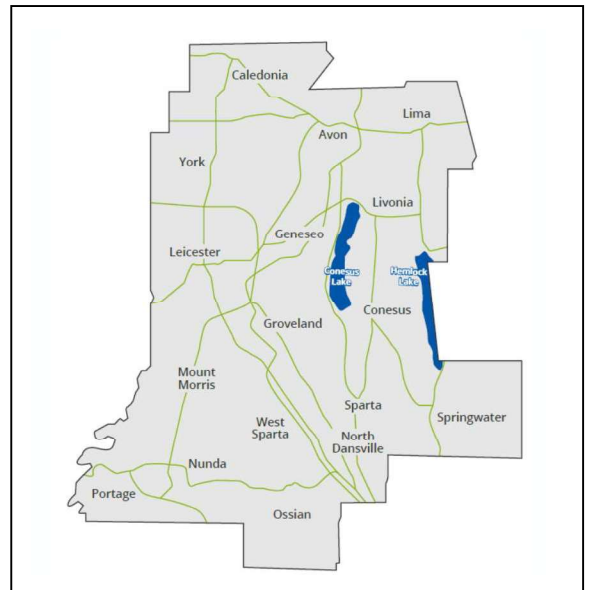 Caledonia
Lima
Avon
York
Livonia
Geneseo
Leicester
Conesus
Lake
Hemlock
Lake
Conesus
Groveland
Mount
Morris
Sparta
West
Sparta
Springwater
North
Dansville
Nunda
Portage
Ossian